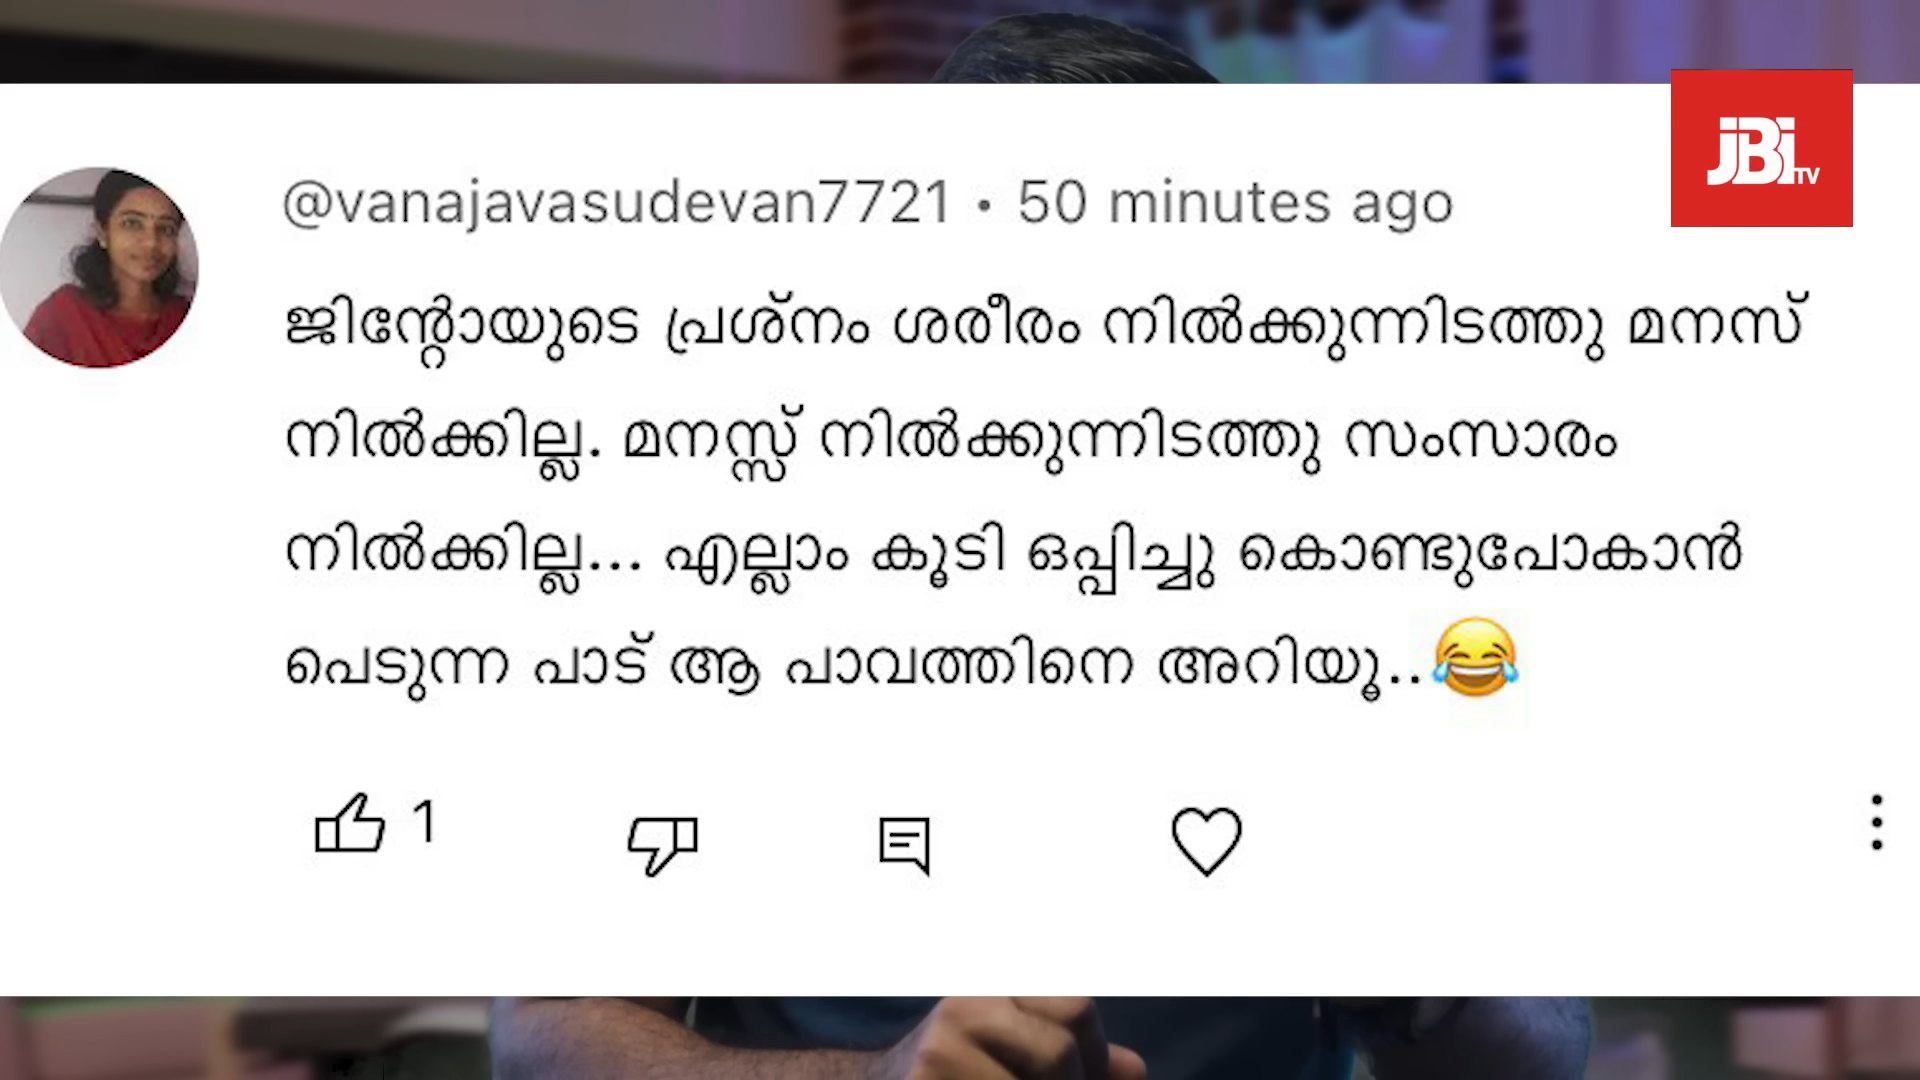 JBi TV
@vanajavasudevan7721 • 50 minutes ago
ജിന്റോയുടെ പ്രശ്നം ശരീരം നിൽക്കുന്നിടത്തു മനസ്
നിൽക്കില്ല. മനസ്സ് നിൽക്കുന്നിടത്തു സംസാരം
നിൽക്കില്ല... എല്ലാം കൂടി ഒപ്പിച്ചു കൊണ്ടുപോകാൻ
പെടുന്ന പാട് ആ പാവത്തിനെ അറിയൂ..😂
1